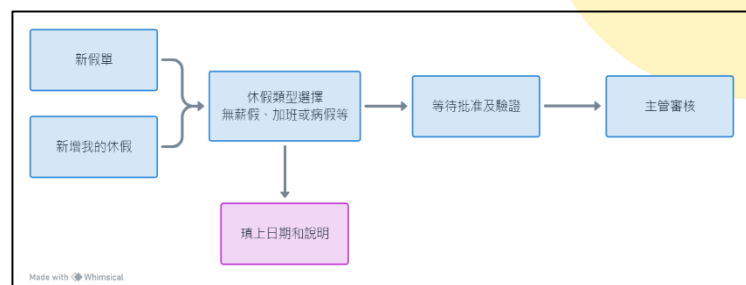 新假單
新增我的休假
休假類型選擇
無薪假、加班或病假等
等待批准及驗證
主管審核
填上日期和說明
Made with Whimsical